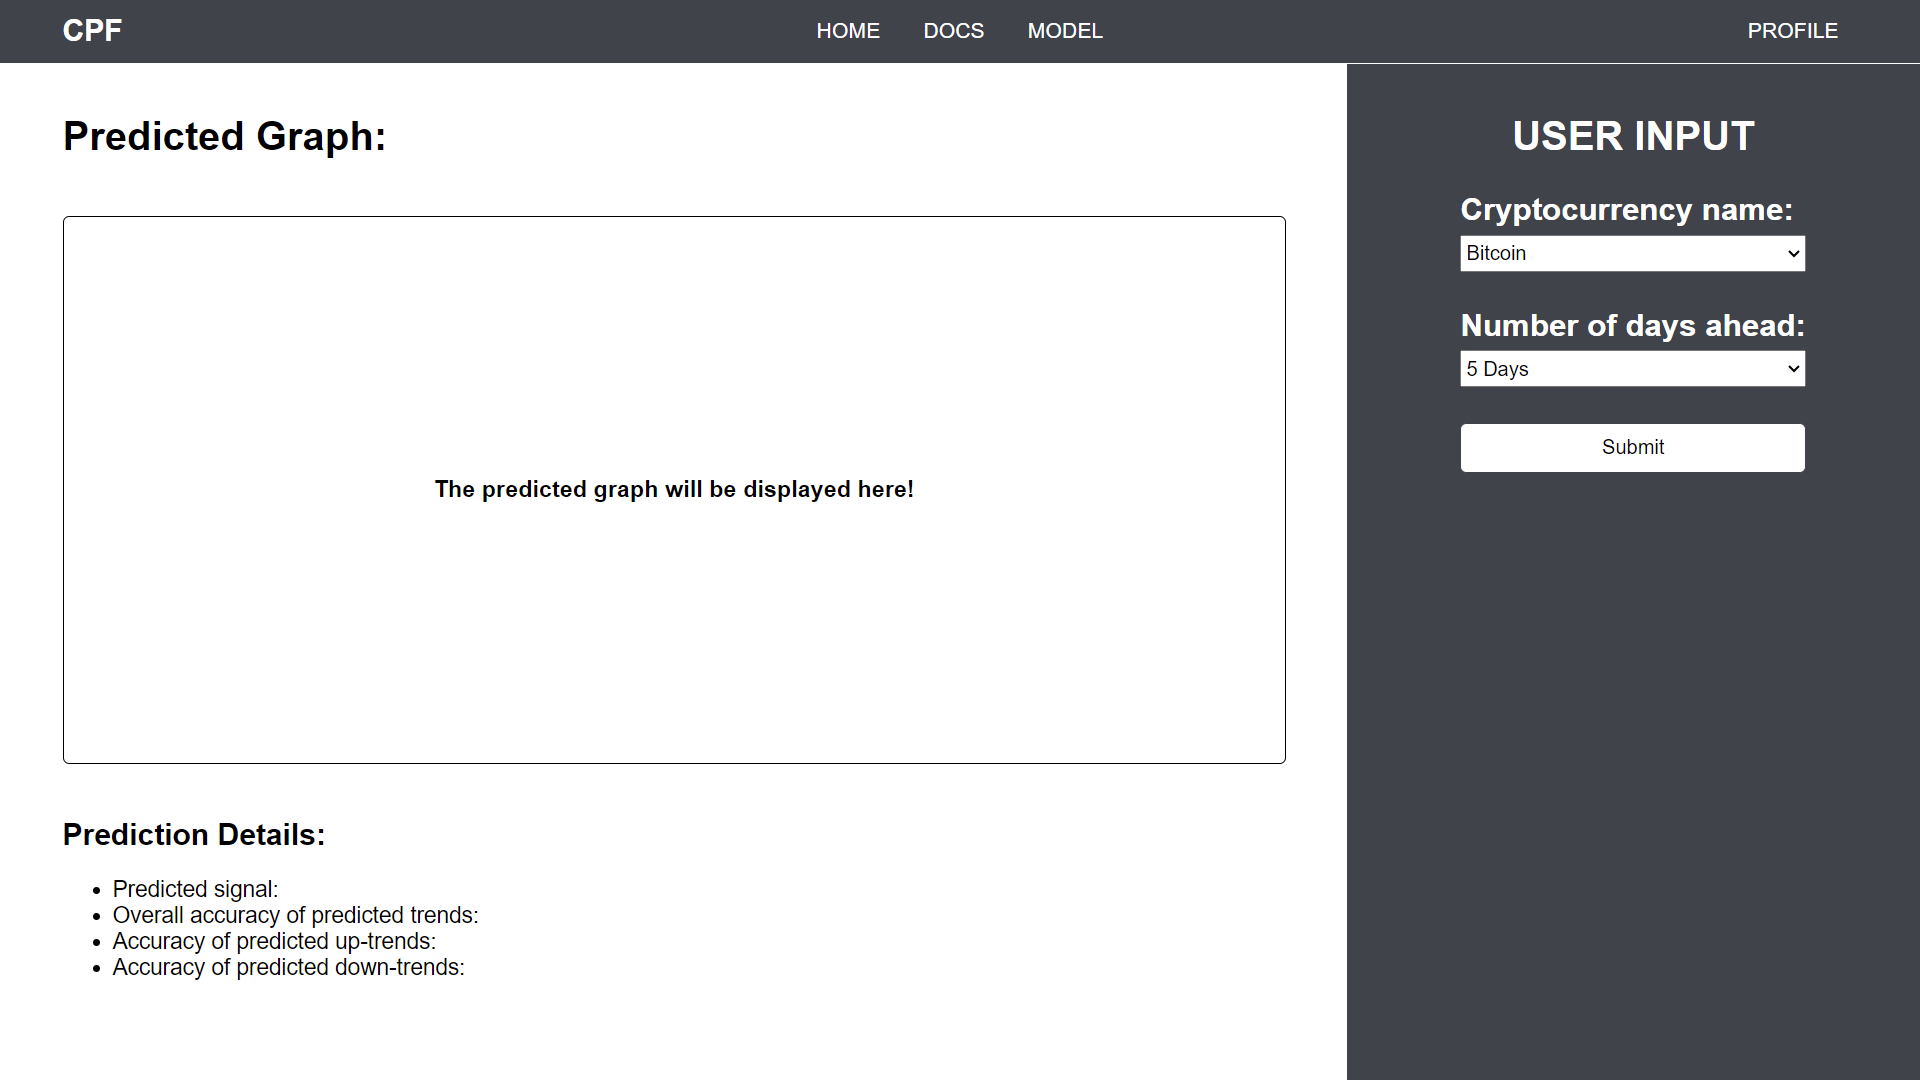 CPF
HOME DOCS MODEL
PROFILE
Predicted Graph:
The predicted graph will be displayed here!
Prediction Details:
Predicted signal:
Overall accuracy of predicted trends:
Accuracy of predicted up-trends:
Accuracy of predicted down-trends:
USER INPUT
Cryptocurrency name:
Bitcoin
Number of days ahead:
5 Days
Submit